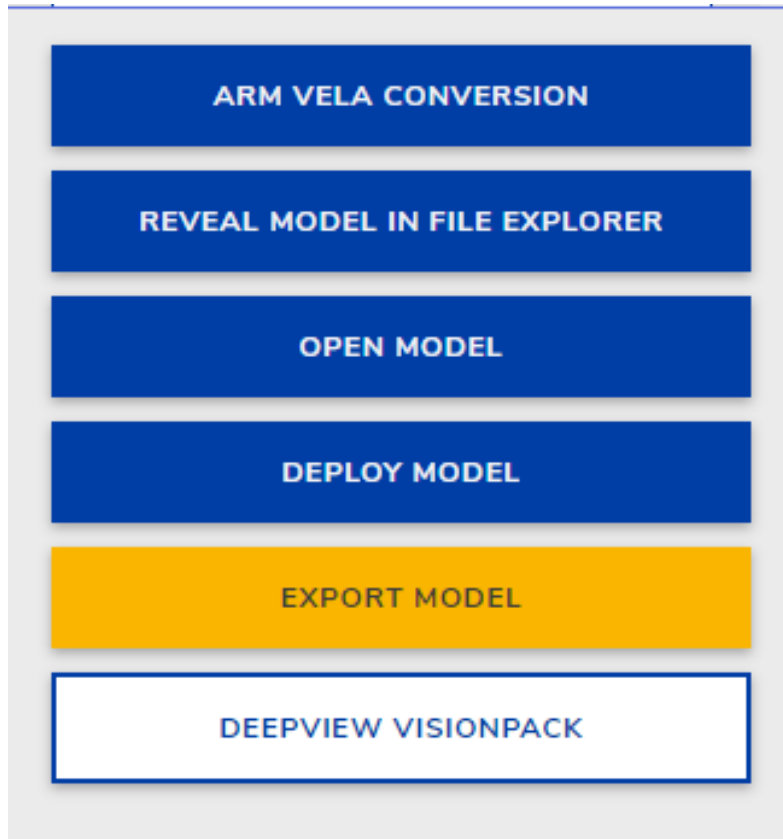 ARM VELA CONVERSION
REVEAL MODEL IN FILE EXPLORER
OPEN MODEL
DEPLOY MODEL
EXPORT MODEL
DEEPVIEW VISIONPACK